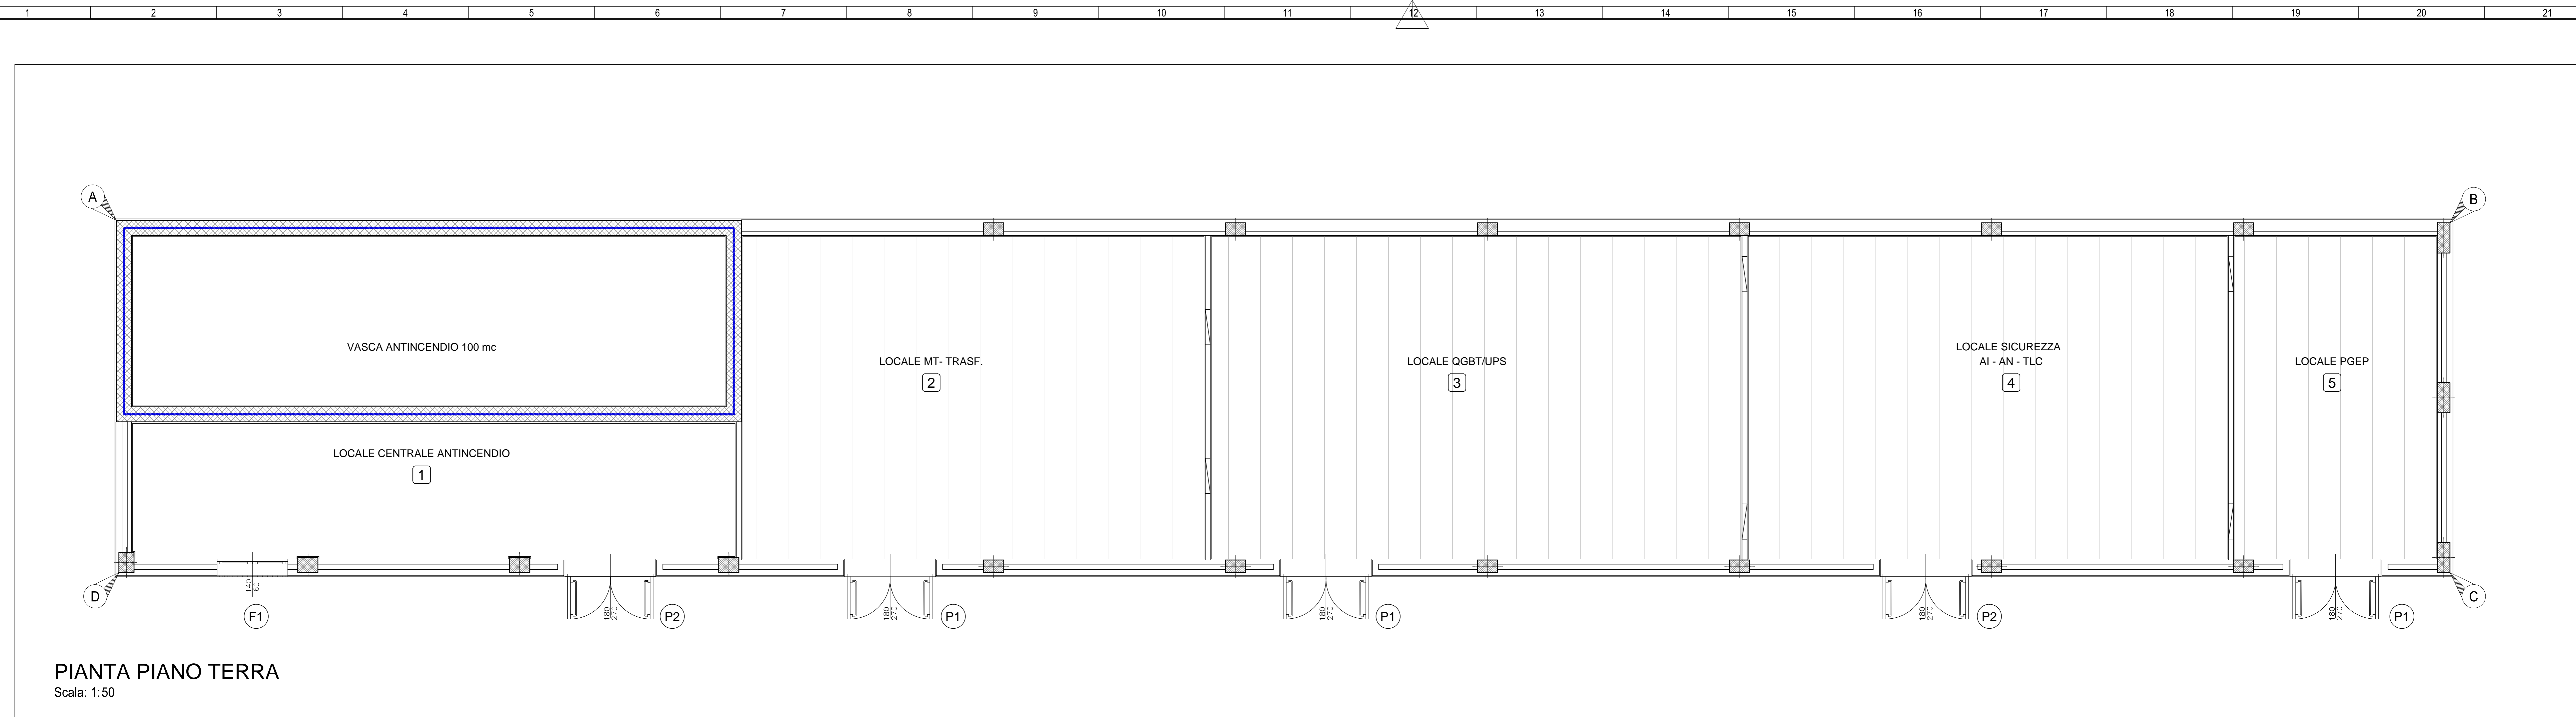 1 2 3 4 5 6 7 8 9 10 11 12 13 14 15 16 17 18 19 20 21
A
B
VASCA ANTINCENDIO 100 mc
LOCALE MT- TRASF.
2
LOCALE QGBT/UPS
3
LOCALE SICUREZZA
AI - AN - TLC
4
LOCALE PGEP
5
LOCALE CENTRALE ANTINCENDIO
1
D
C
140
60
180
270
180
270
180
270
180
270
180
270
F1
P2
P1
P1
P2
P1
PIANTA PIANO TERRA
Scala: 1:50